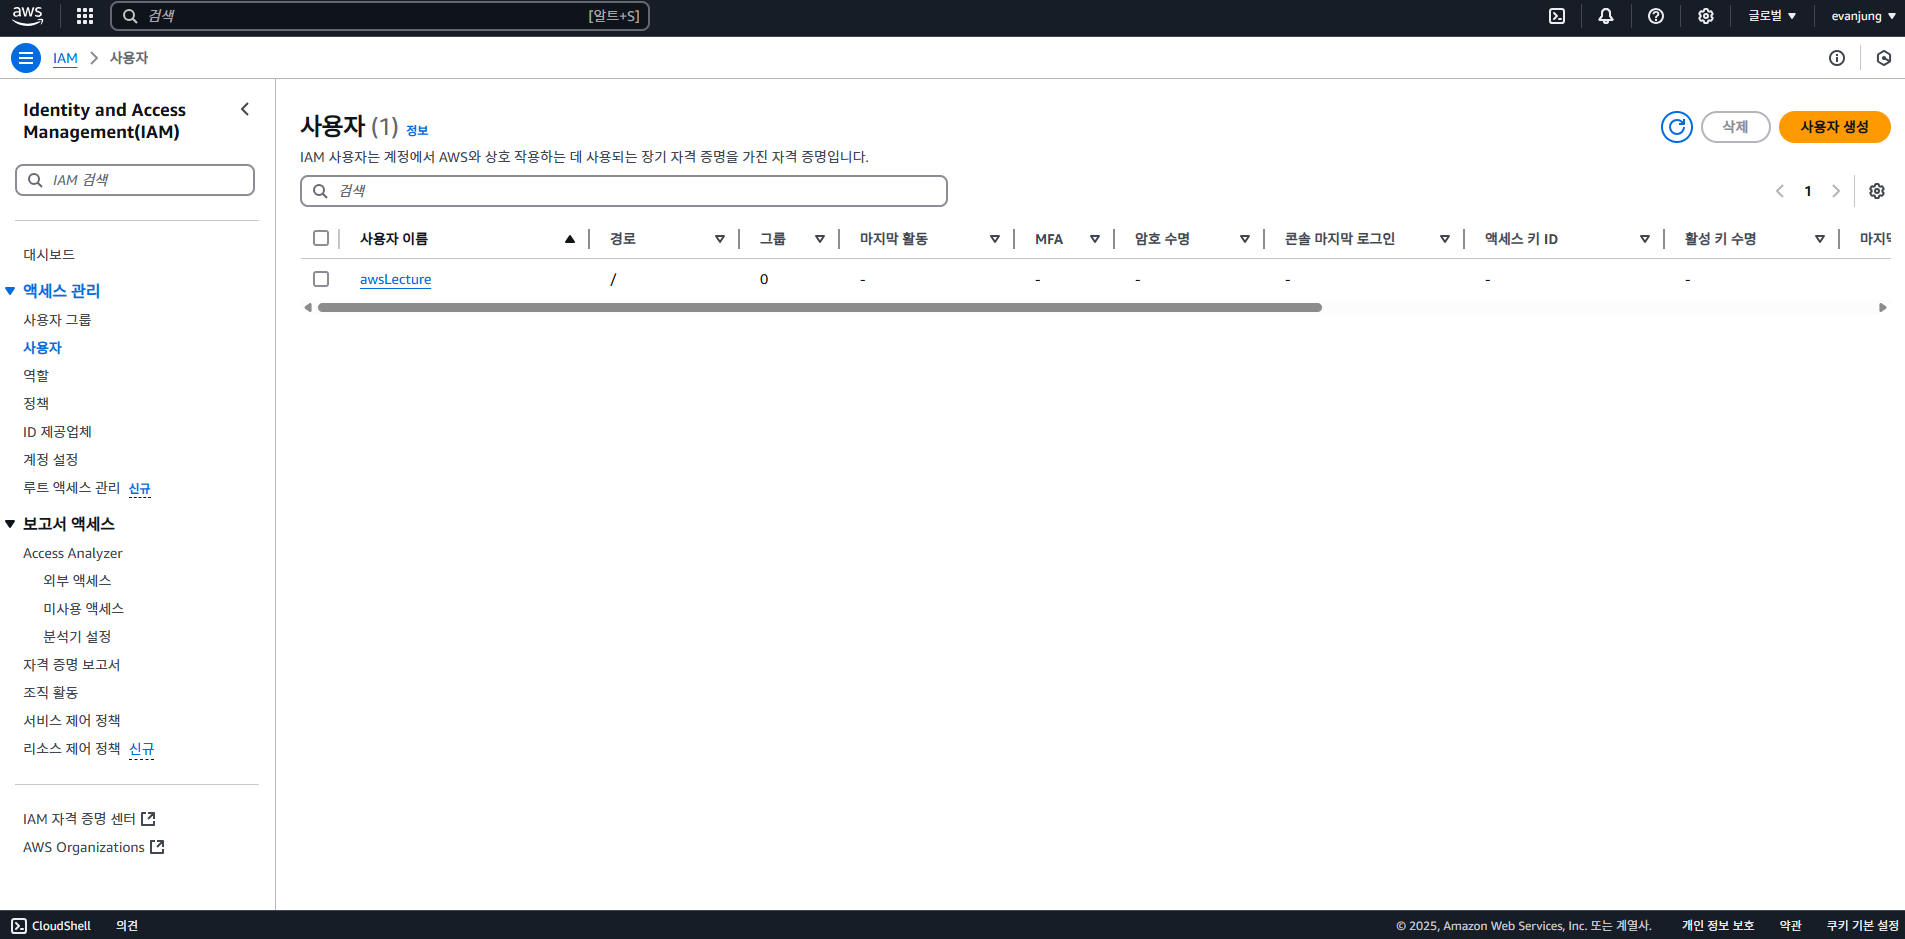 aws
검색 [알트+S]
글로벌 evanjung
IAM 사용자
Identity and Access
Management(IAM)
IAM 검색
대시보드
액세스 관리
사용자 그룹
사용자
역할
정책
ID 제공업체
계정 설정
루트 액세스 관리 신규
보고서 액세스
Access Analyzer
외부 액세스
미사용 액세스
분석기 설정
자격 증명 보고서
조직 활동
서비스 제어 정책
리소스 제어 정책 신규
IAM 자격 증명 센터
AWS Organizations
사용자 (1) 정보
삭제 사용자 생성
IAM 사용자는 계정에서 AWS와 상호 작용하는 데 사용되는 장기 자격 증명을 가진 자격 증명입니다.
검색
1
사용자 이름 경로 그룹 마지막 활동 MFA 암호 수명 콘솔 마지막 로그인 액세스 키 ID 활성 키 수명
awsLecture / 0 - - - - - -
CloudShell 의견 © 2025, Amazon Web Services, Inc. 또는 계열사. 개인 정보 보호 약관 쿠키 기본 설정